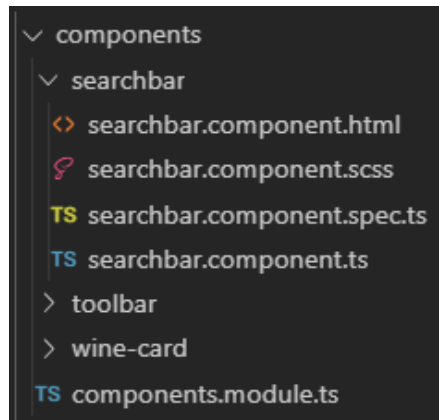 components
searchbar
searchbar.component.html
searchbar.component.scss
TS searchbar.component.spec.ts
TS searchbar.component.ts
toolbar
wine-card
TS components.module.ts